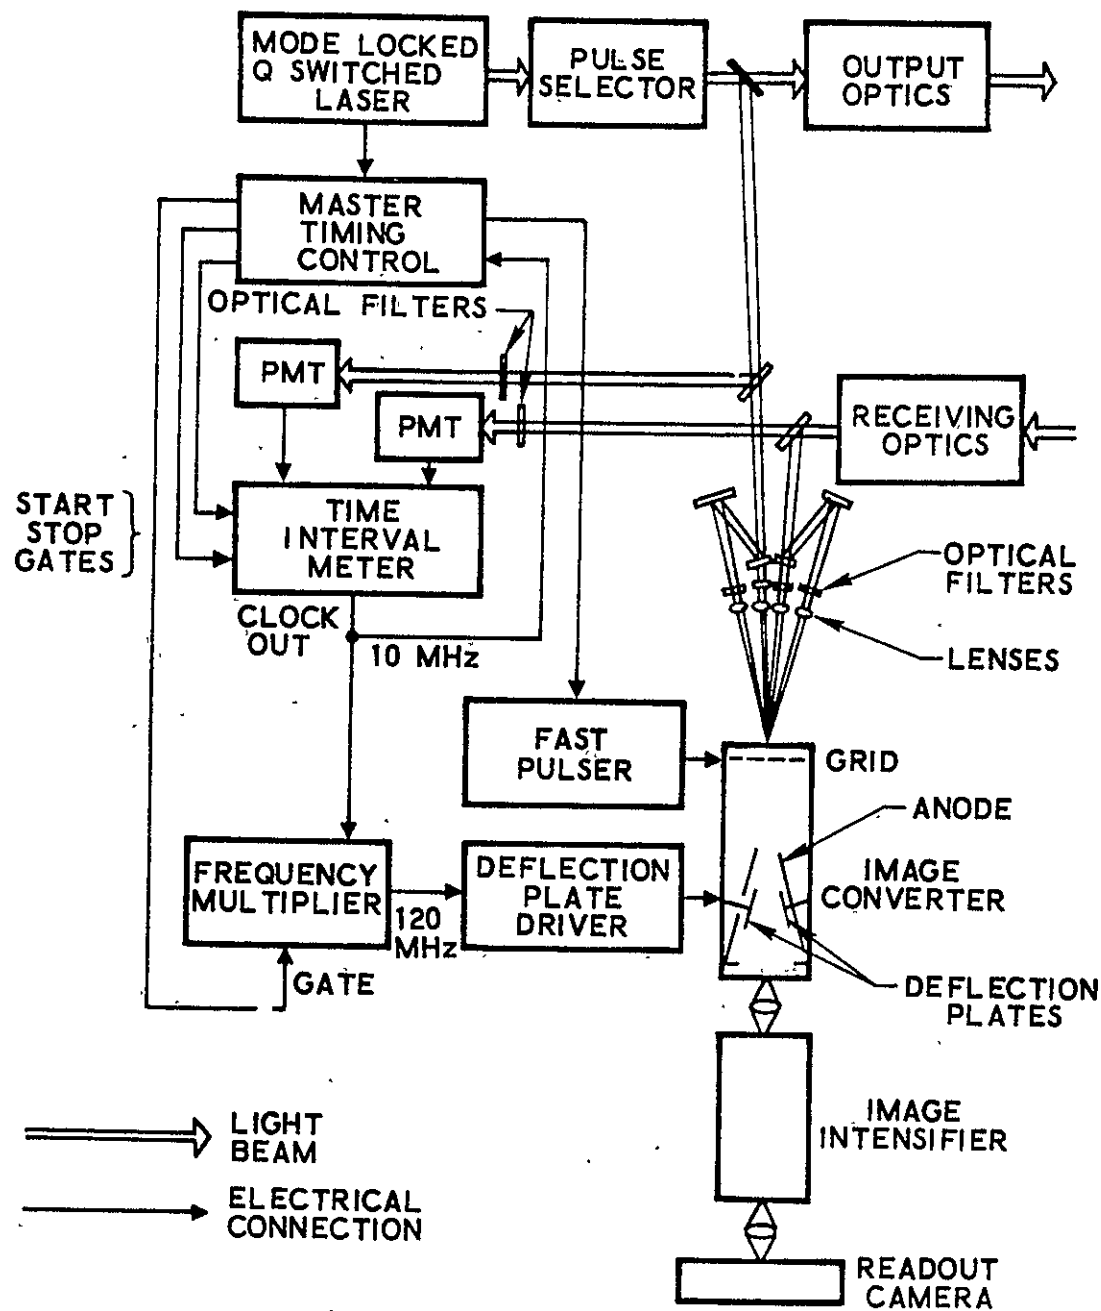 MODE LOCKED
Q SWITCHED
LASER
PULSE
SELECTOR
OUTPUT
OPTICS
MASTER
TIMING
CONTROL
OPTICAL FILTERS
PMT
PMT
RECEIVING
OPTICS
START
STOP
GATES
TIME
INTERVAL
METER
OPTICAL
FILTERS
CLOCK
OUT
10 MHz
LENSES
FAST
PULSER
GRID
ANODE
FREQUENCY
MULTIPLIER
120
MHz
DEFLECTION
PLATE
DRIVER
IMAGE
CONVERTER
GATE
DEFLECTION
PLATES
LIGHT
BEAM
IMAGE
INTENSIFIER
ELECTRICAL
CONNECTION
READOUT
CAMERA